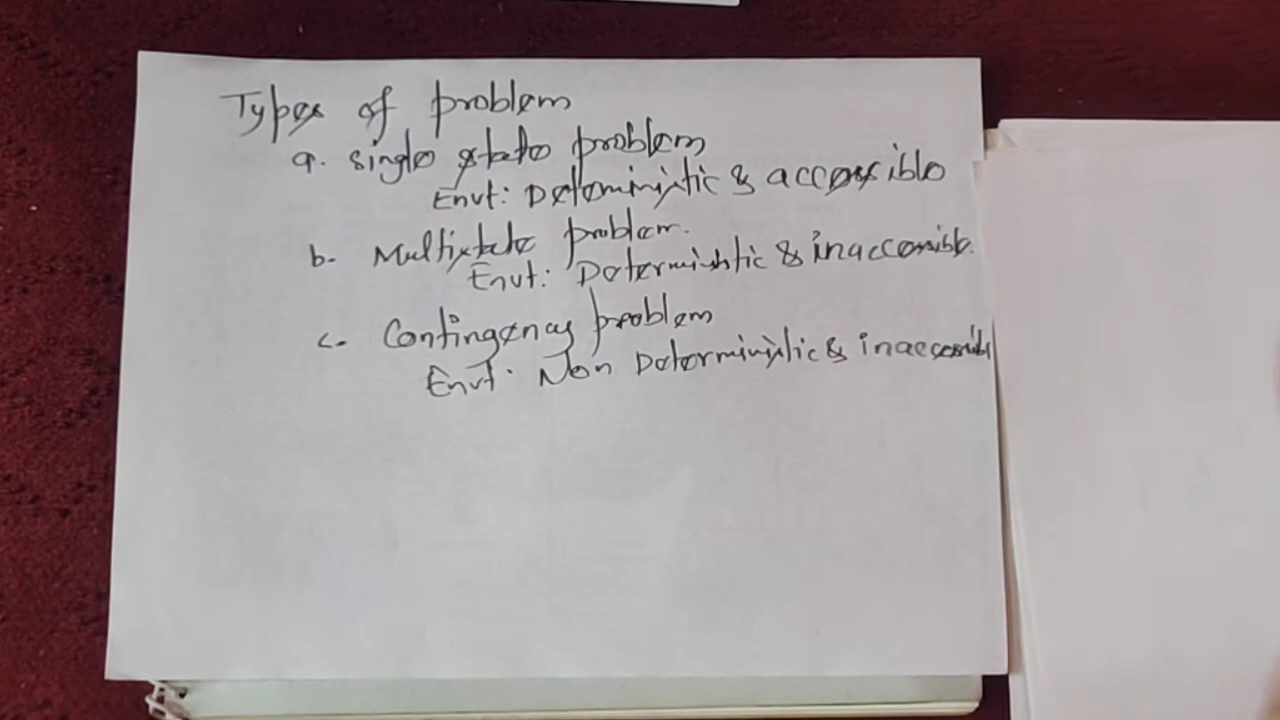 Types of problem
a. single state problem
Envt: Deterministic & accessible
b. Multistate problem.
Envt: Deterministic & inaccessible.
c. Contingency problem
Envt. Non Deterministic & inaccessible